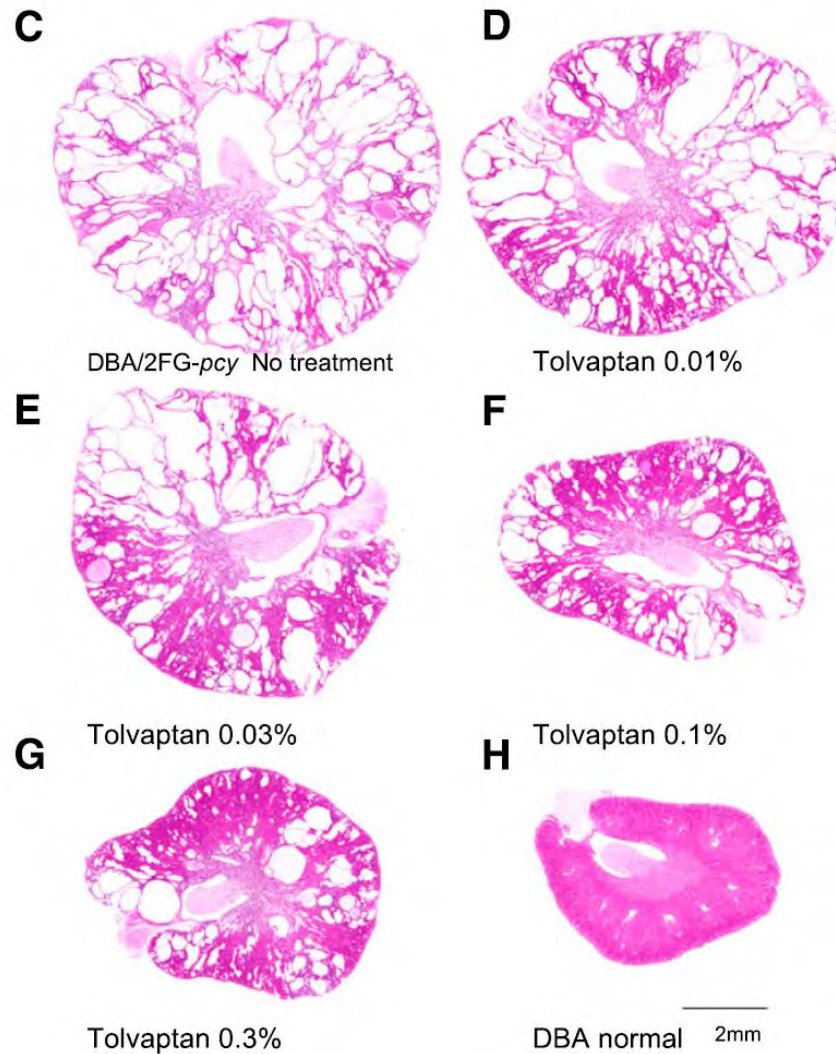 C
D
DBA/2FG-pcy No treatment
Tolvaptan 0.01%
E
F
Tolvaptan 0.03%
Tolvaptan 0.1%
G
H
Tolvaptan 0.3%
DBA normal
2mm